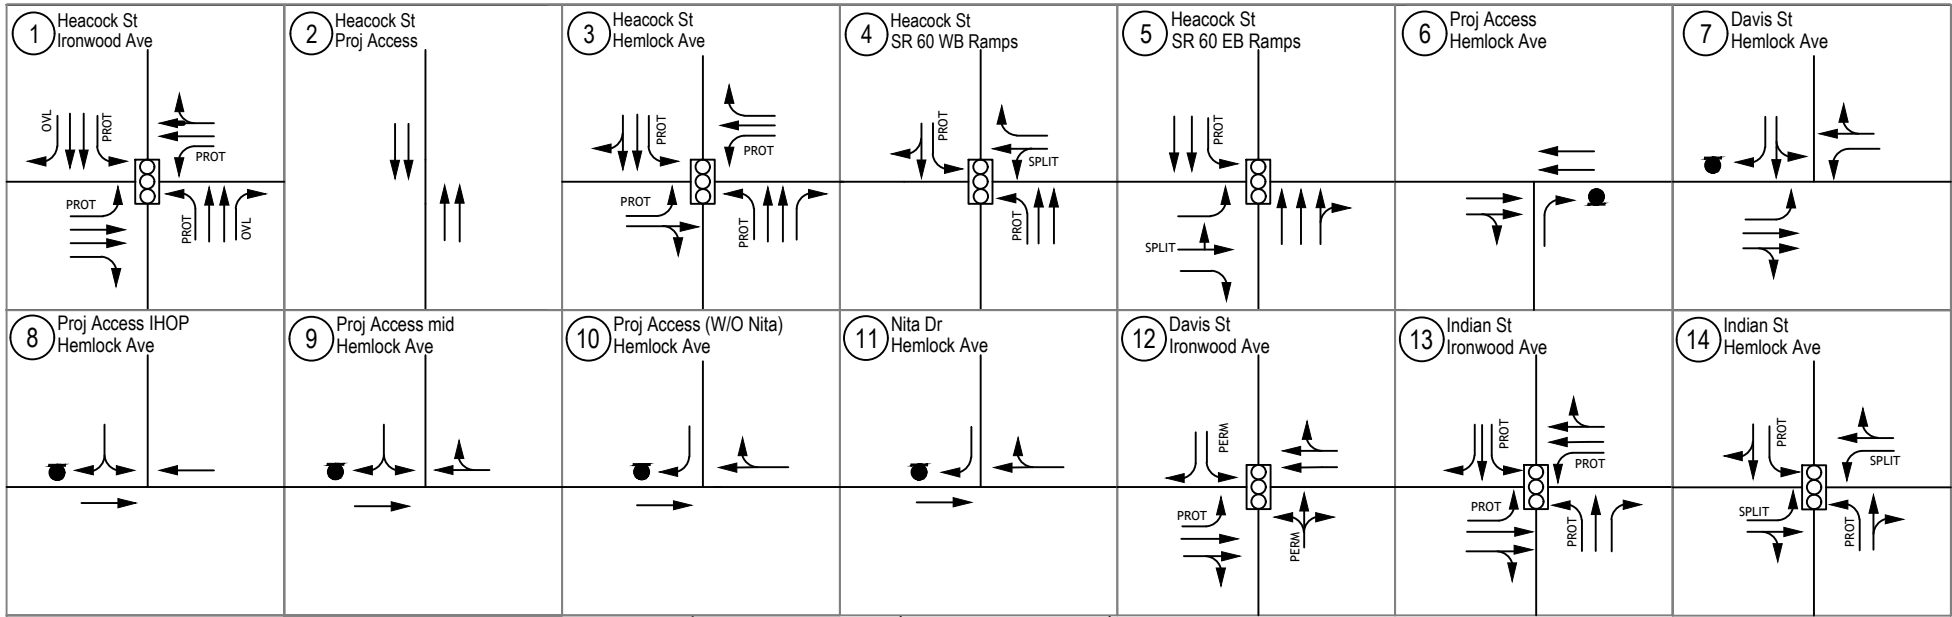 1
Heacock St
Ironwood Ave
OVL
PROT
PROT
PROT
PROT
OVL
2
Heacock St
Proj Access
3
Heacock St
Hemlock Ave
PROT
PROT
PROT
PROT
4
Heacock St
SR 60 WB Ramps
PROT
SPLIT
PROT
5
Heacock St
SR 60 EB Ramps
PROT
SPLIT
6
Proj Access
Hemlock Ave
7
Davis St
Hemlock Ave
8
Proj Access IHOP
Hemlock Ave
9
Proj Access mid
Hemlock Ave
10
Proj Access (W/O Nita)
Hemlock Ave
11
Nita Dr
Hemlock Ave
12
Davis St
Ironwood Ave
PERM
PROT
PERM
13
Indian St
Ironwood Ave
PROT
PROT
PROT
PROT
14
Indian St
Hemlock Ave
PROT
SPLIT
SPLIT
PROT